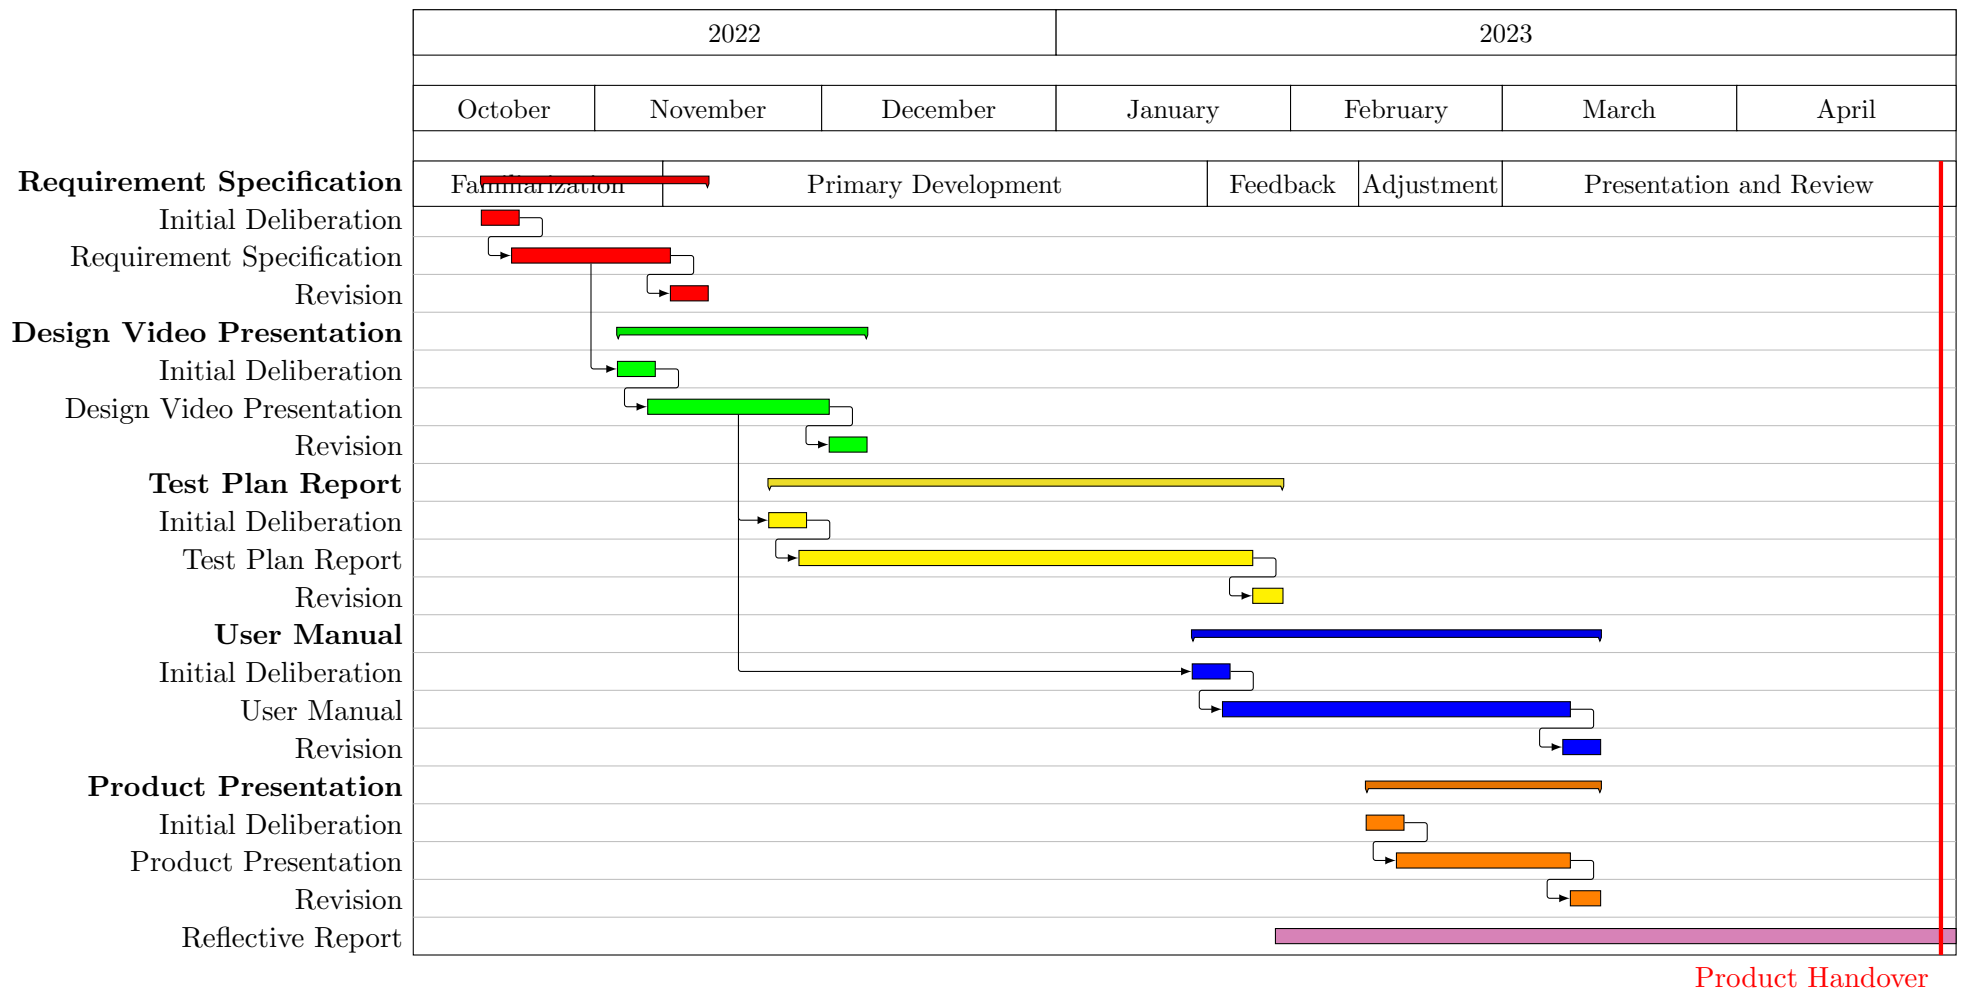 2022 2023
October November December January February March April
Requirement Specification Familiarization Primary Development Feedback Adjustment Presentation and Review
Initial Deliberation
Requirement Specification
Revision
Design Video Presentation
Initial Deliberation
Design Video Presentation
Revision
Test Plan Report
Initial Deliberation
Test Plan Report
Revision
User Manual
Initial Deliberation
User Manual
Revision
Product Presentation
Initial Deliberation
Product Presentation
Revision
Reflective Report
Product Handover